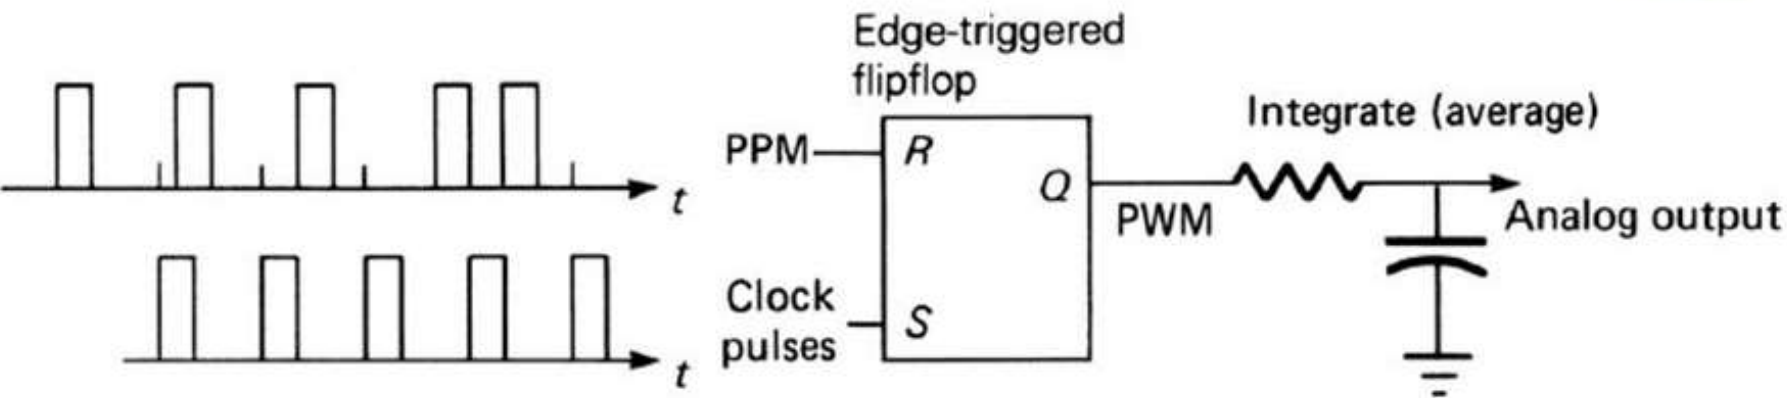 Edge-triggered
flipflop
Integrate (average)
PPM
R
Q
PWM
Analog output
t
Clock
pulses
S
t